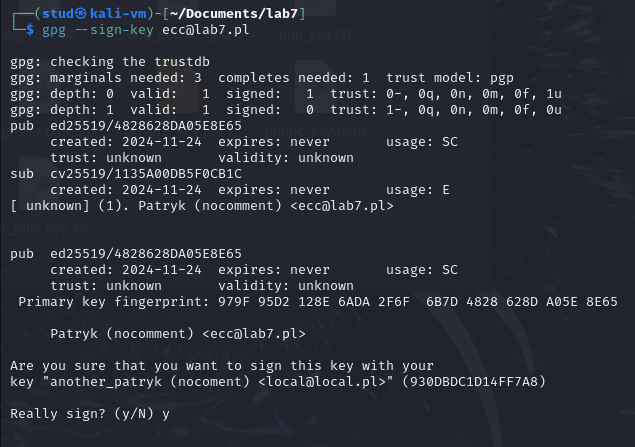 ┌──(stud㉿kali-vm)-[~/Documents/lab7]
└─$ gpg --sign-key ecc@lab7.pl
gpg: checking the trustdb
gpg: marginals needed: 3  completes needed: 1  trust model: pgp
gpg: depth: 0  valid:   1  signed:   1  trust: 0-, 0q, 0n, 0m, 0f, 1u
gpg: depth: 1  valid:   1  signed:   0  trust: 1-, 0q, 0n, 0m, 0f, 0u
pub  ed25519/4828628DA05E8E65
     created: 2024-11-24  expires: never       usage: SC
     trust: unknown       validity: unknown
sub  cv25519/1135A00DB5F0CB1C
     created: 2024-11-24  expires: never       usage: E
[ unknown] (1). Patryk (nocomment) <ecc@lab7.pl>
pub  ed25519/4828628DA05E8E65
     created: 2024-11-24  expires: never       usage: SC
     trust: unknown       validity: unknown
 Primary key fingerprint: 979F 95D2 128E 6ADA 2F6F  6B7D 4828 628D A05E 8E65
     Patryk (nocomment) <ecc@lab7.pl>
Are you sure that you want to sign this key with your
key "another_patryk (nocoment) <local@local.pl>" (930DBDC1D14FF7A8)
Really sign? (y/N) y